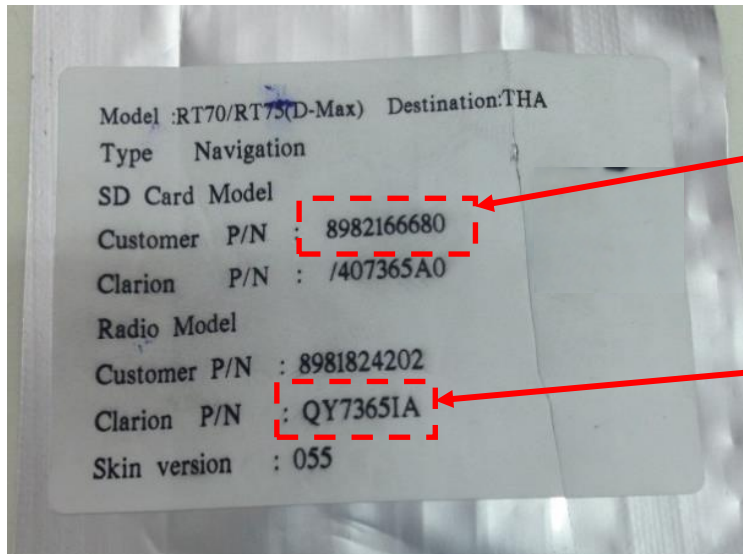 Model :RT70/RT75(D-Max) Destination:THA
Type Navigation
SD Card Model
Customer P/N : 8982166680
Clarion P/N : /407365A0
Radio Model
Customer P/N : 8981824202
Clarion P/N : QY7365IA
Skin version : 055